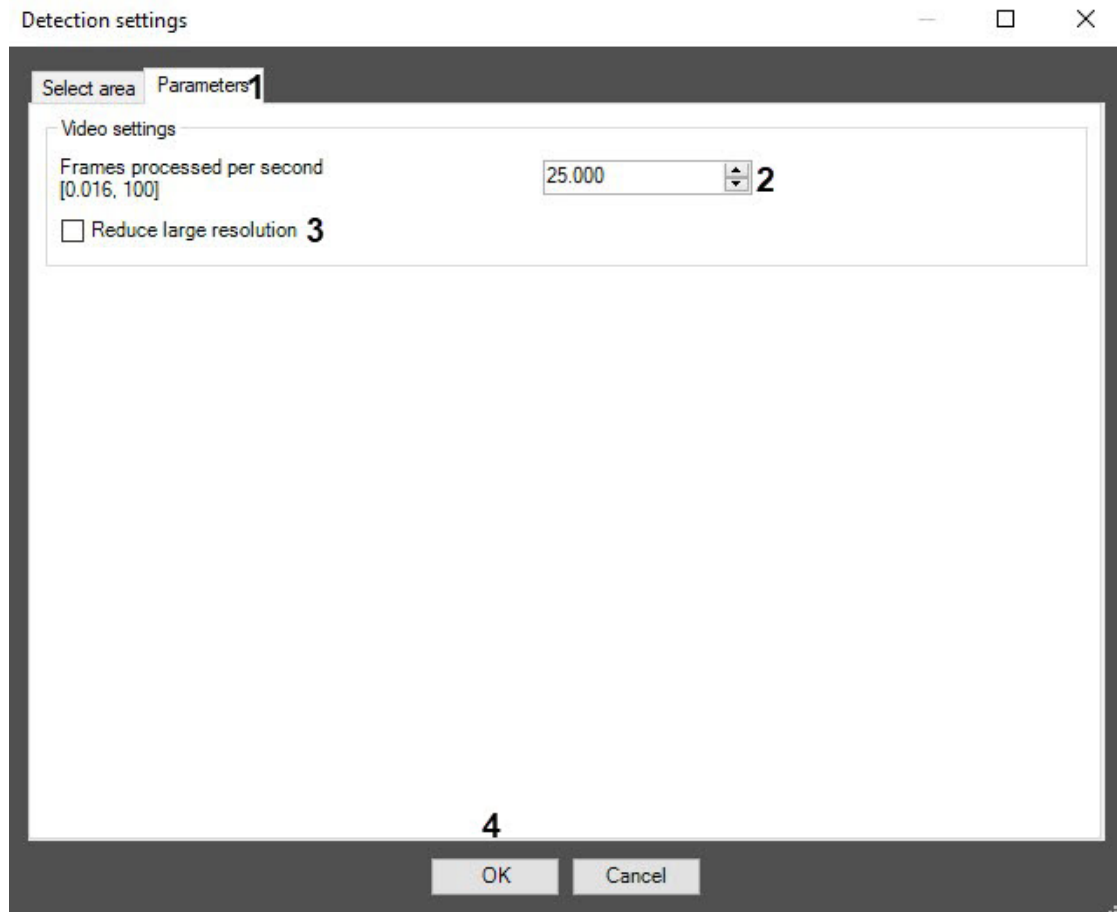 Detection settings
Select area
Parameters 1
Video settings
Frames processed per second
[0.016, 100]
25.000
2
Reduce large resolution 3
4
OK
Cancel